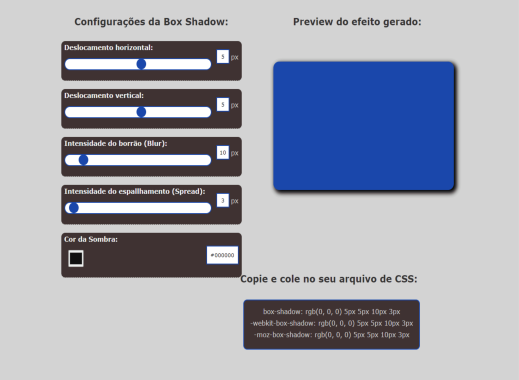 Configurações da Box Shadow:
Preview do efeito gerado:
Deslocamento horizontal:
5 px
Deslocamento vertical:
5 px
Intensidade do borrão (Blur):
10 px
Intensidade do espallhamento (Spread):
3 px
Cor da Sombra:
#000000
Copie e cole no seu arquivo de CSS:
box-shadow: rgb(0, 0, 0) 5px 5px 10px 3px
-webkit-box-shadow: rgb(0, 0, 0) 5px 5px 10px 3px
-moz-box-shadow: rgb(0, 0, 0) 5px 5px 10px 3px